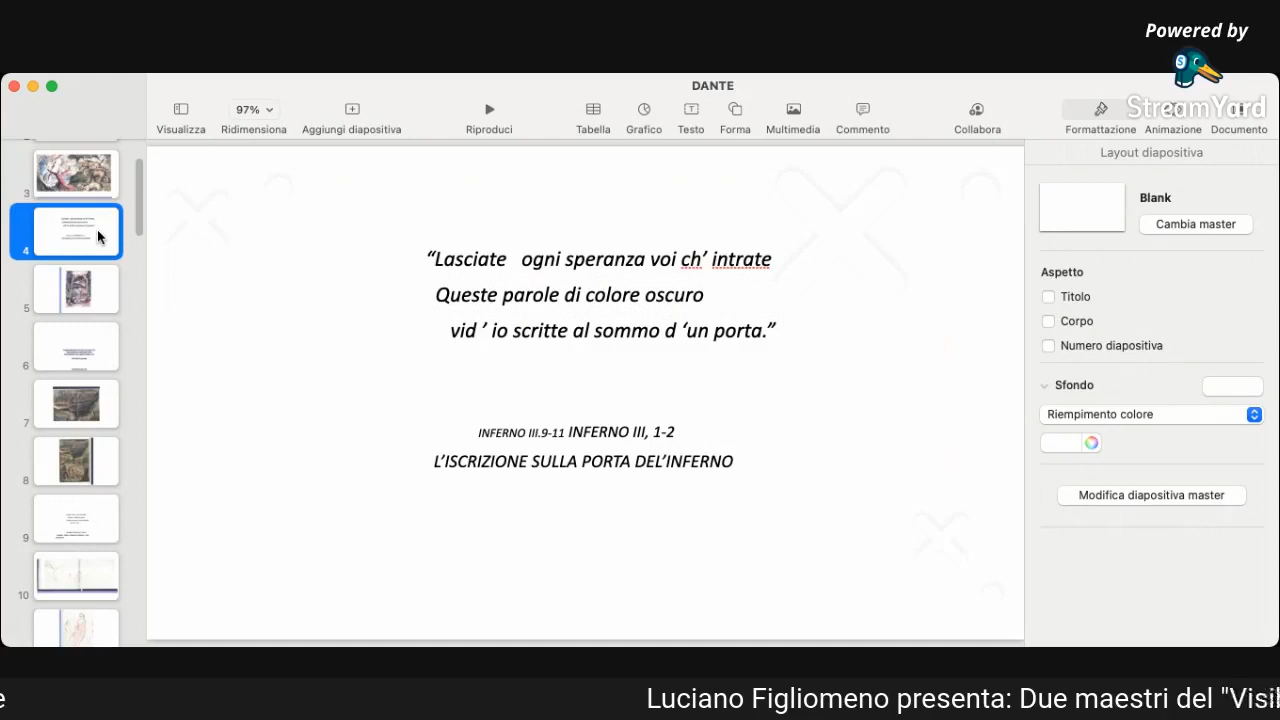 Powered by
StreamYard
DANTE
Visualizza
97%
Ridimensiona
Aggiungi diapositiva
Riproduci
Tabella
Grafico
Testo
Forma
Multimedia
Commento
Collabora
Formattazione
Animazione
Documento
3
4
5
6
7
8
9
10
“Lasciate ogni speranza voi ch’ intrate
Queste parole di colore oscuro
vid ’ io scritte al sommo d ‘un porta.”
INFERNO III.9-11 INFERNO III, 1-2
L’ISCRIZIONE SULLA PORTA DEL’INFERNO
Layout diapositiva
Blank
Cambia master
Aspetto
Titolo
Corpo
Numero diapositiva
Sfondo
Riempimento colore
Modifica diapositiva master
e Luciano Figliomeno presenta: Due maestri del "Visil